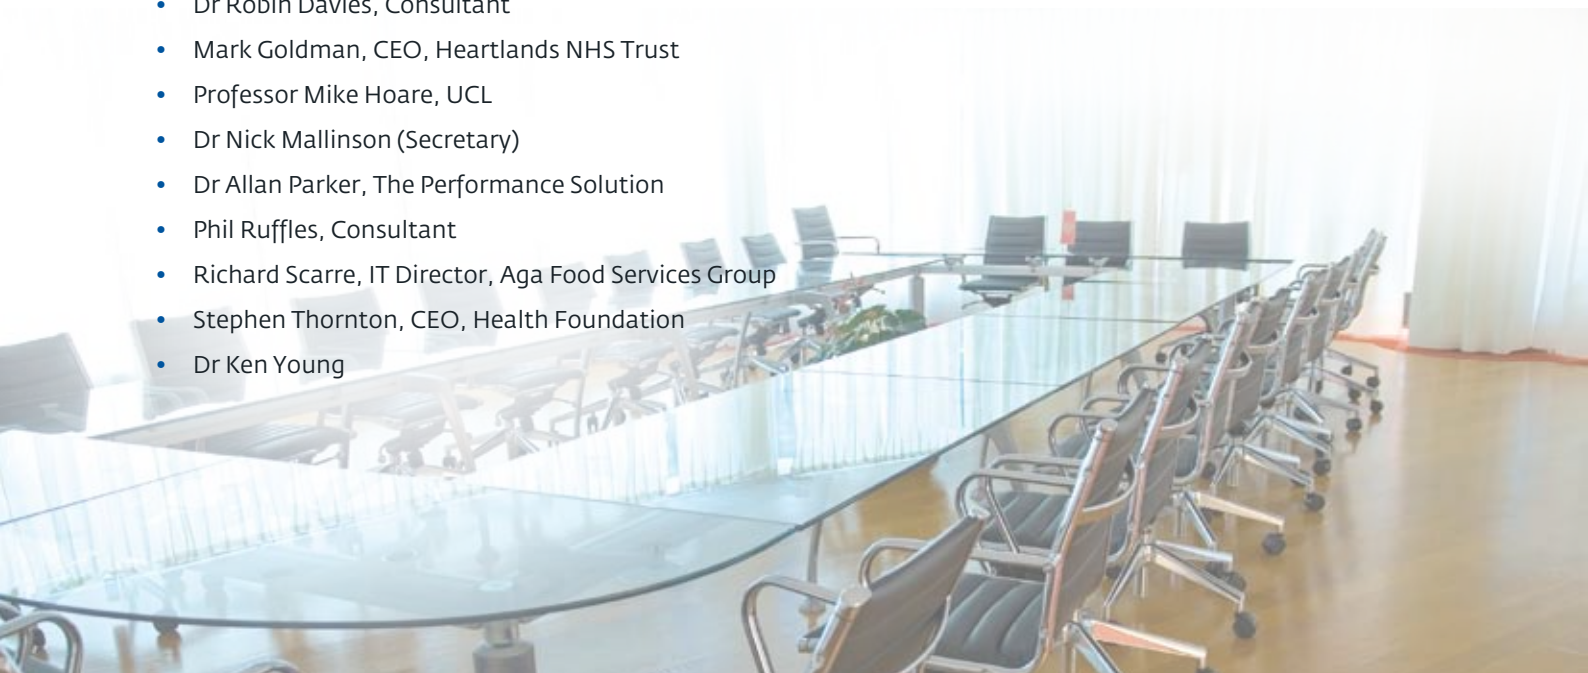 • Dr Robin Davies, Consultant
• Mark Goldman, CEO, Heartlands NHS Trust
• Professor Mike Hoare, UCL
• Dr Nick Mallinson (Secretary)
• Dr Allan Parker, The Performance Solution
• Phil Ruffles, Consultant
• Richard Scarre, IT Director, Aga Food Services Group
• Stephen Thornton, CEO, Health Foundation
• Dr Ken Young